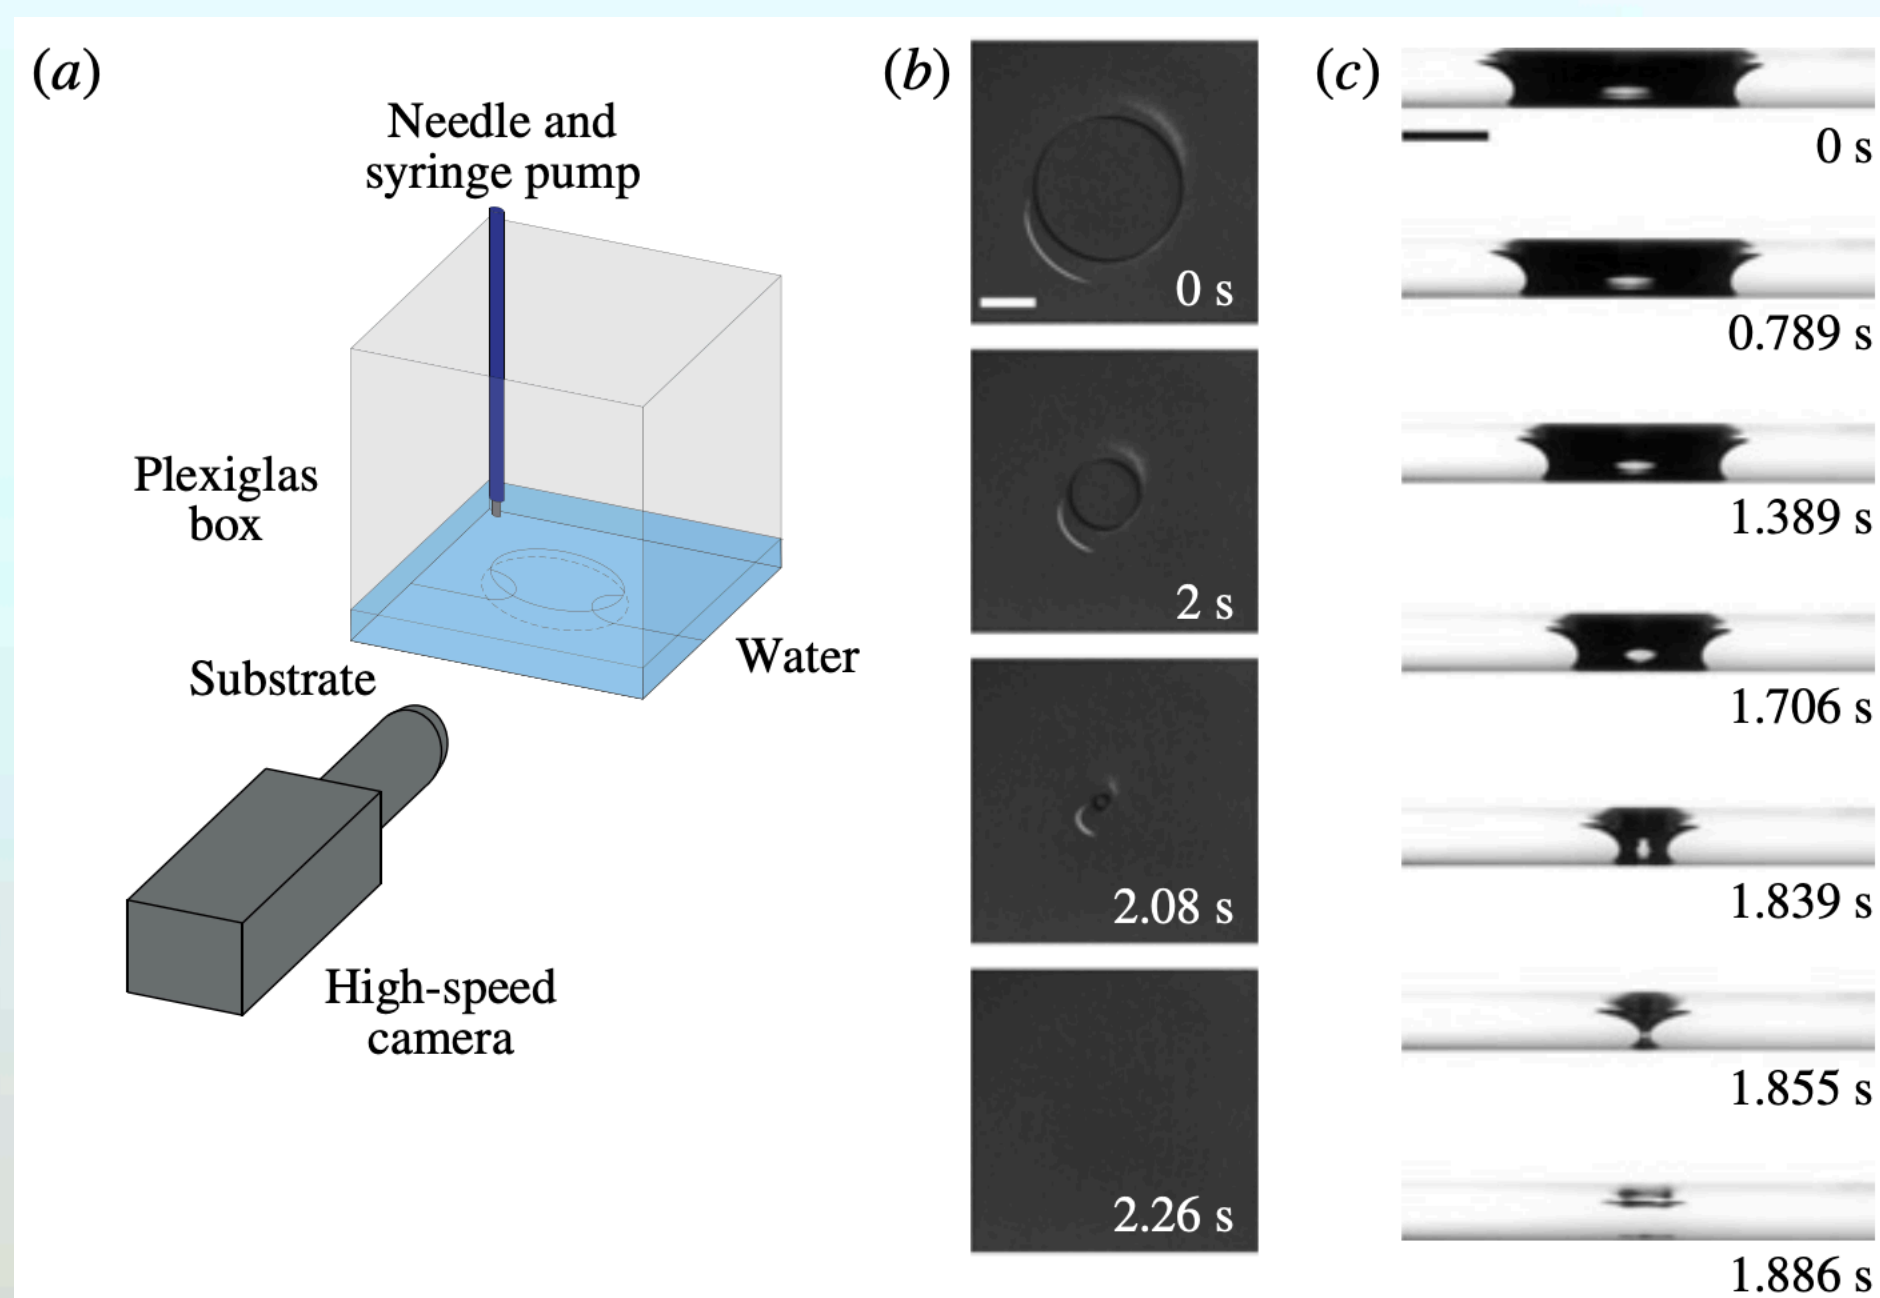 (a)
Needle and
syringe pump
Plexiglas
box
Water
Substrate
High-speed
camera
(b)
0 s
2 s
2.08 s
2.26 s
(c)
0 s
0.789 s
1.389 s
1.706 s
1.839 s
1.855 s
1.886 s